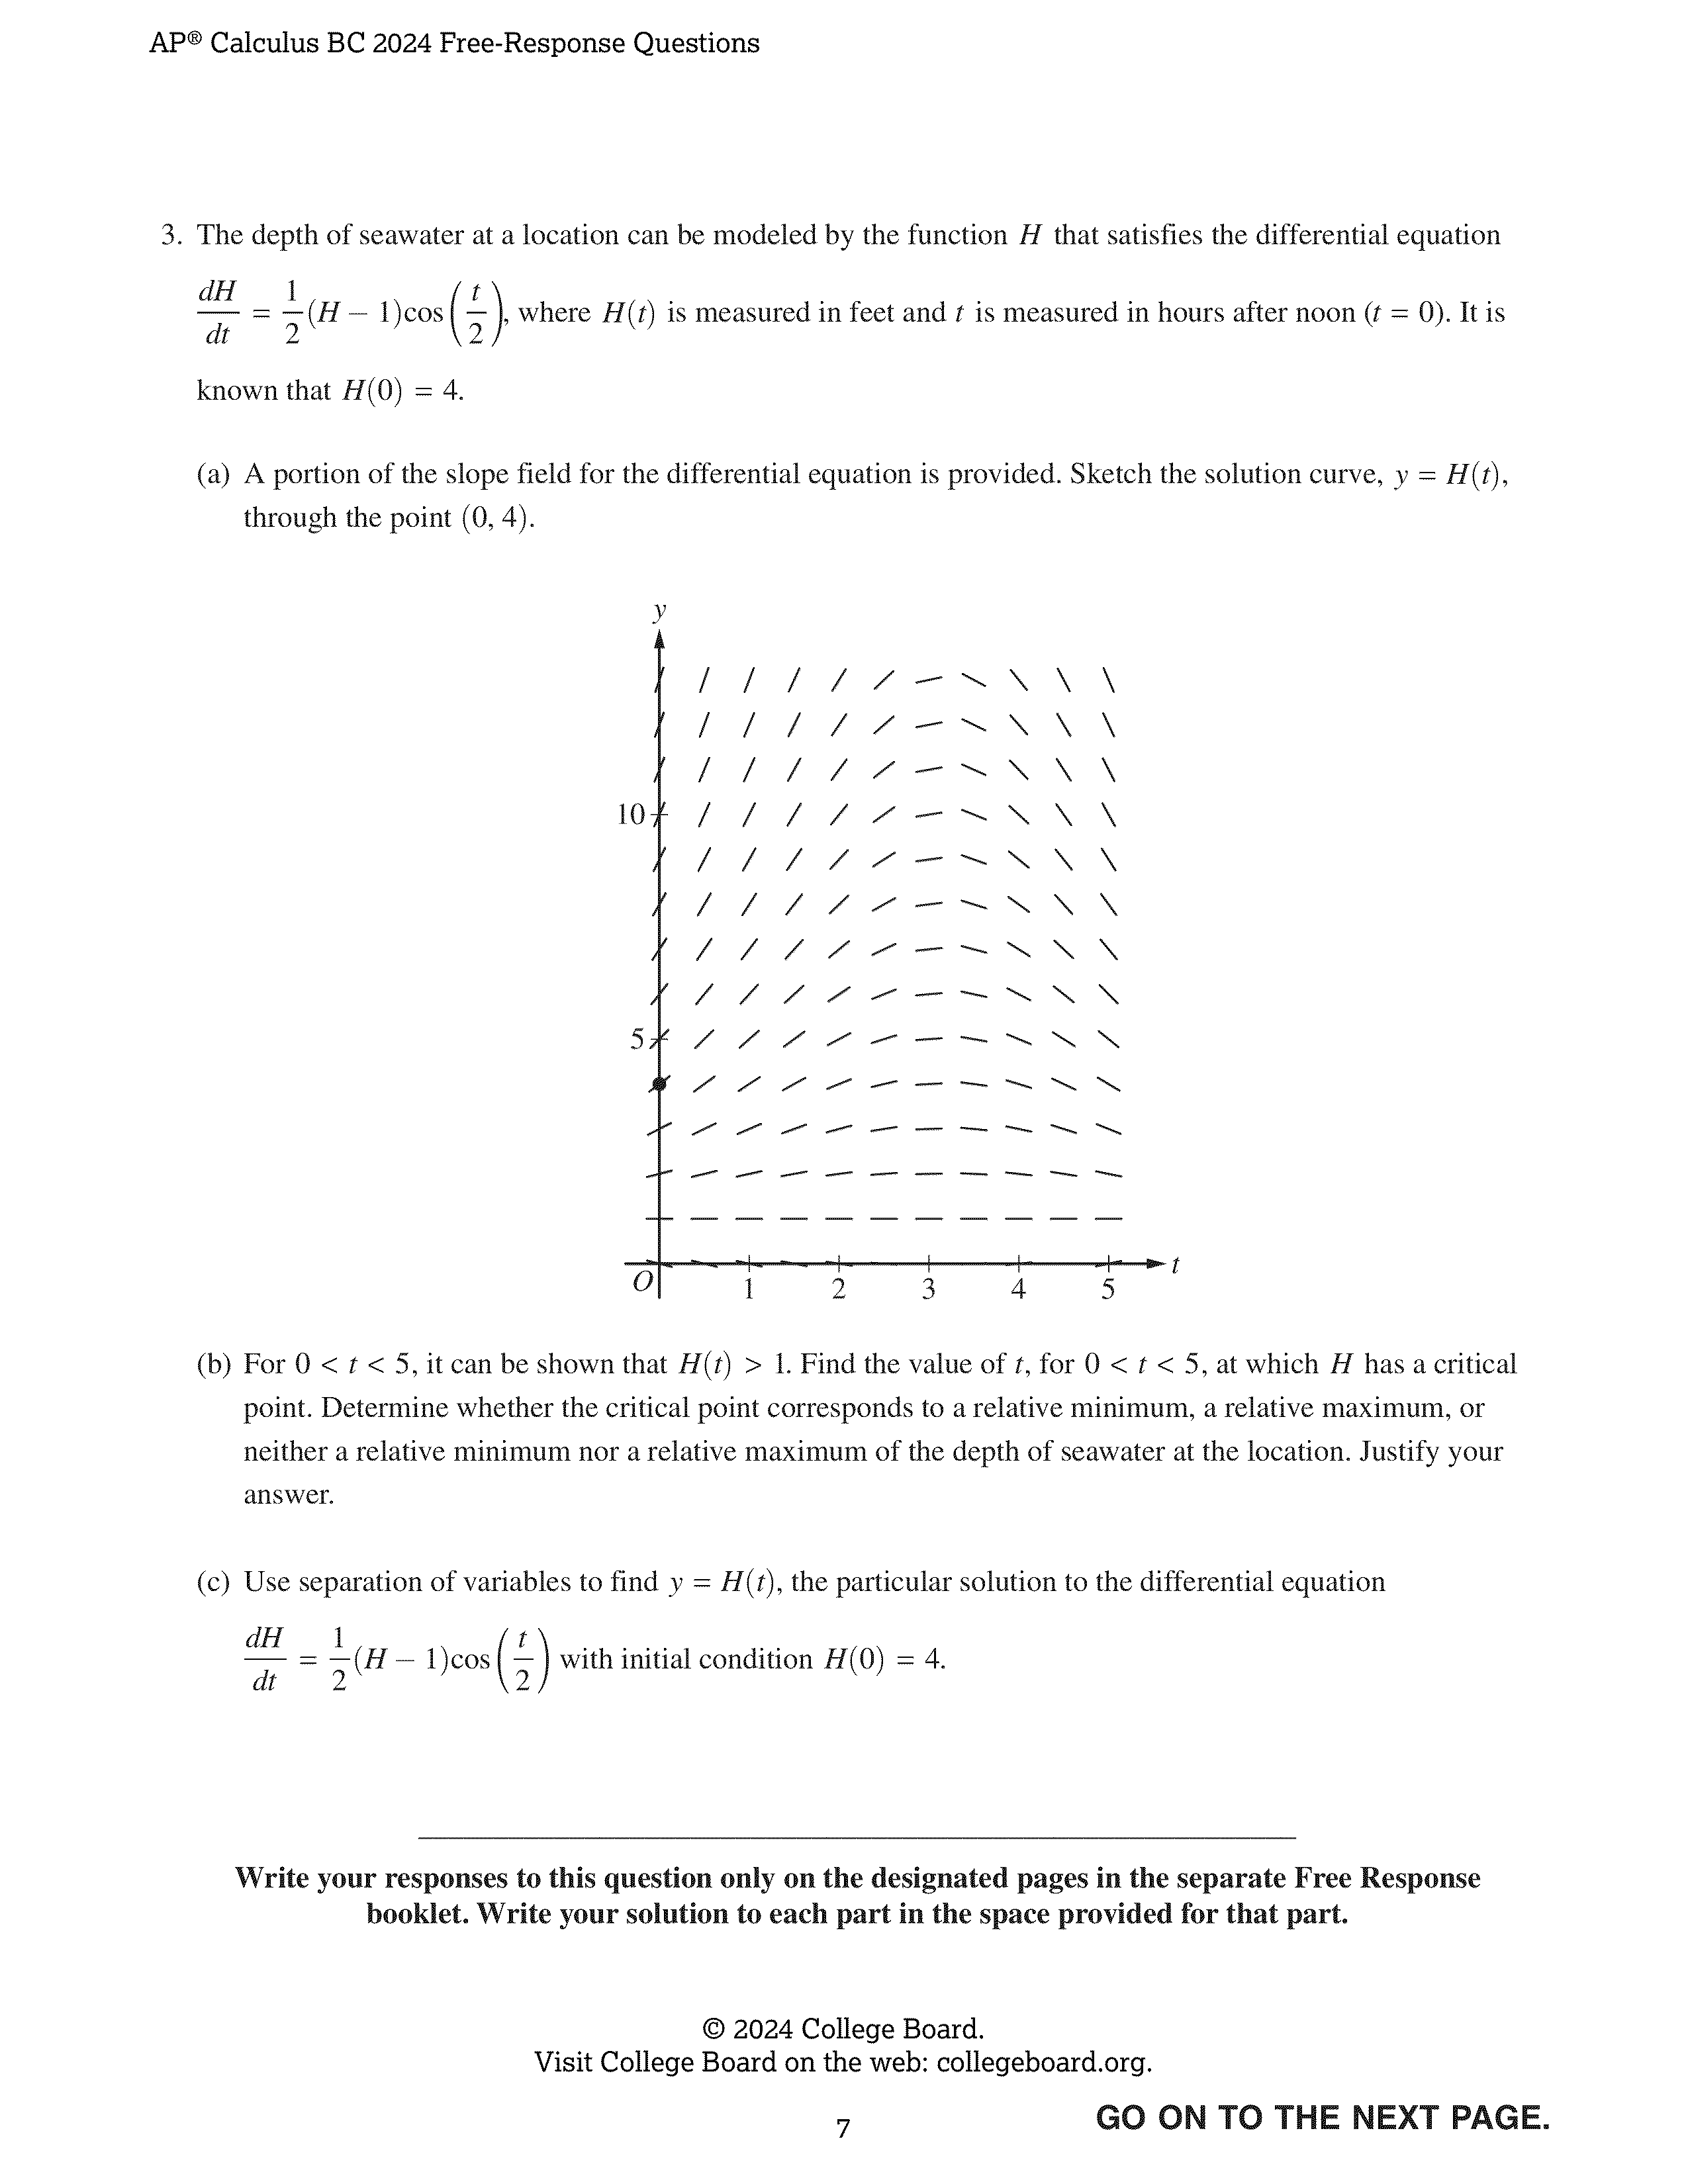 AP® Calculus BC 2024 Free-Response Questions
3. The depth of seawater at a location can be modeled by the function H that satisfies the differential equation
dH/dt = 1/2(H − 1)cos(t/2), where H(t) is measured in feet and t is measured in hours after noon (t = 0). It is
known that H(0) = 4.
(a) A portion of the slope field for the differential equation is provided. Sketch the solution curve, y = H(t),
through the point (0, 4).
y
10
5
O
1 2 3 4 5
t
(b) For 0 < t < 5, it can be shown that H(t) > 1. Find the value of t, for 0 < t < 5, at which H has a critical
point. Determine whether the critical point corresponds to a relative minimum, a relative maximum, or
neither a relative minimum nor a relative maximum of the depth of seawater at the location. Justify your
answer.
(c) Use separation of variables to find y = H(t), the particular solution to the differential equation
dH/dt = 1/2(H − 1)cos(t/2) with initial condition H(0) = 4.
Write your responses to this question only on the designated pages in the separate Free Response
booklet. Write your solution to each part in the space provided for that part.
© 2024 College Board.
Visit College Board on the web: collegeboard.org.
7
GO ON TO THE NEXT PAGE.